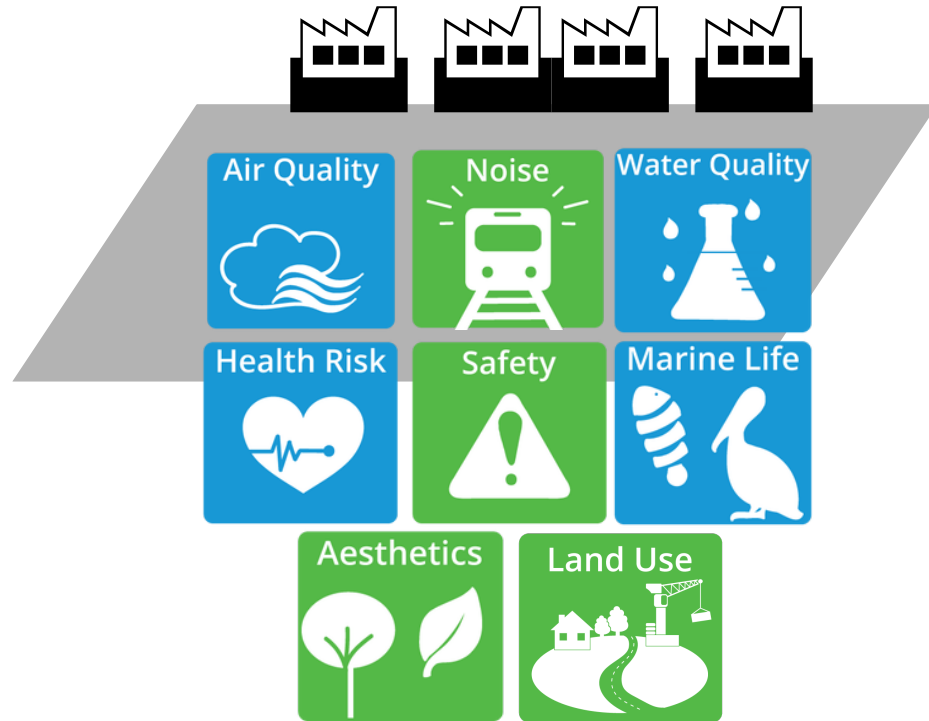 Air Quality
Noise
Water Quality
Health Risk
Safety
Marine Life
Aesthetics
Land Use